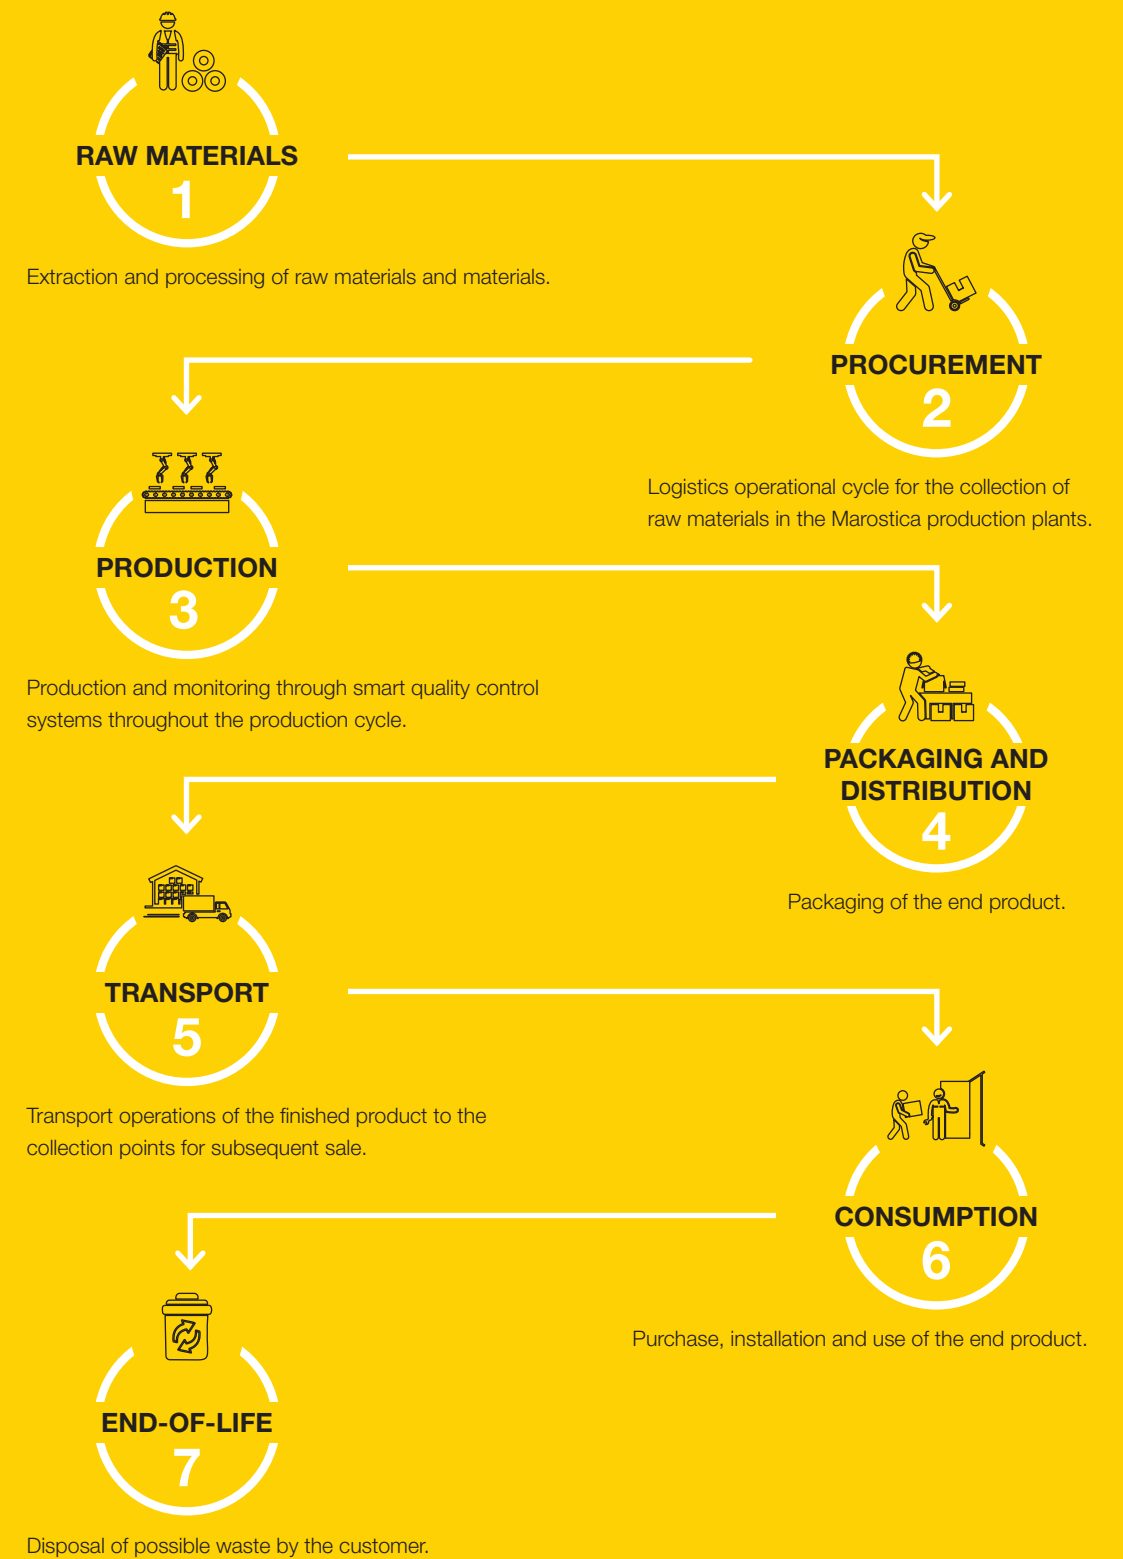 RAW MATERIALS
1
Extraction and processing of raw materials and materials.
PROCUREMENT
2
Logistics operational cycle for the collection of
raw materials in the Marostica production plants.
PRODUCTION
3
Production and monitoring through smart quality control
systems throughout the production cycle.
PACKAGING AND
DISTRIBUTION
4
Packaging of the end product.
TRANSPORT
5
Transport operations of the finished product to the
collection points for subsequent sale.
CONSUMPTION
6
Purchase, installation and use of the end product.
END-OF-LIFE
7
Disposal of possible waste by the customer.